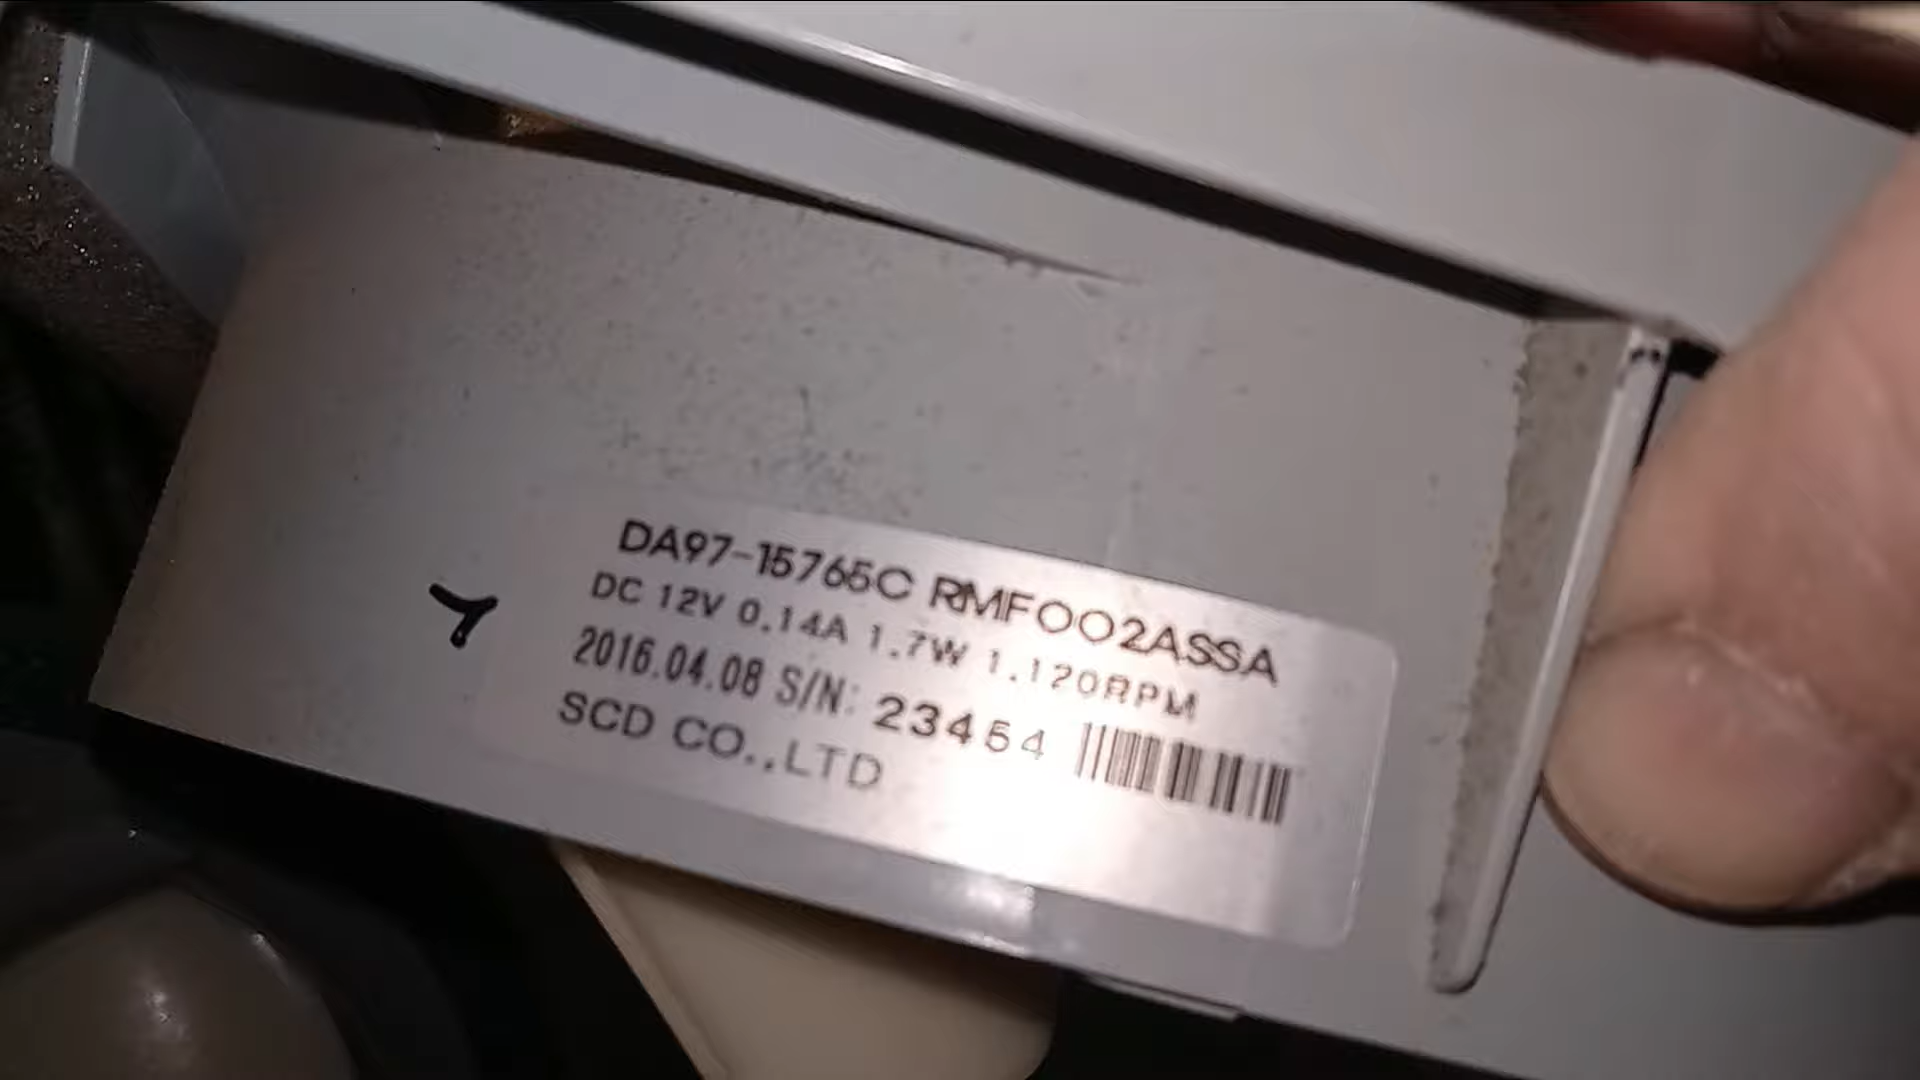 DA97-15765C RMF002ASSA
DC 12V 0.14A 1.7W 1.120RPM
2016.04.08 S/N: 23454
SCD CO.,LTD